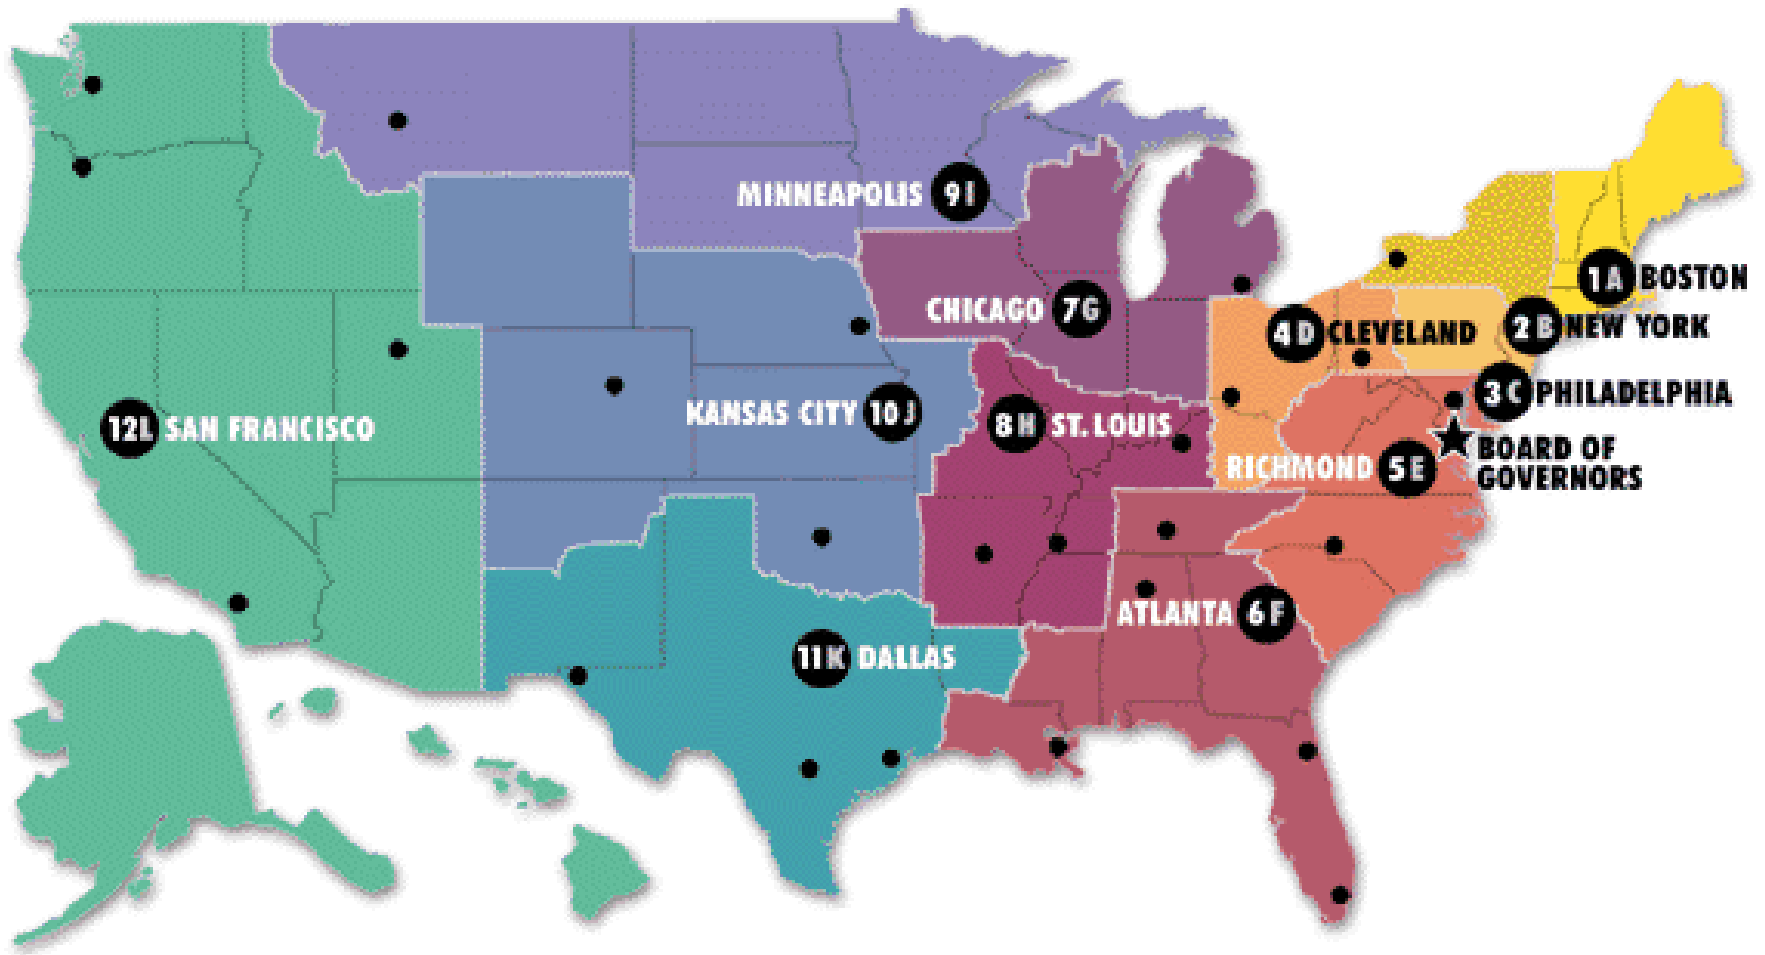 MINNEAPOLIS 9I
1A BOSTON
CHICAGO 7G
4D CLEVELAND
2B NEW YORK
3C PHILADELPHIA
12L SAN FRANCISCO
KANSAS CITY 10J
8H ST. LOUIS
RICHMOND 5E
BOARD OF
GOVERNORS
ATLANTA 6F
11K DALLAS